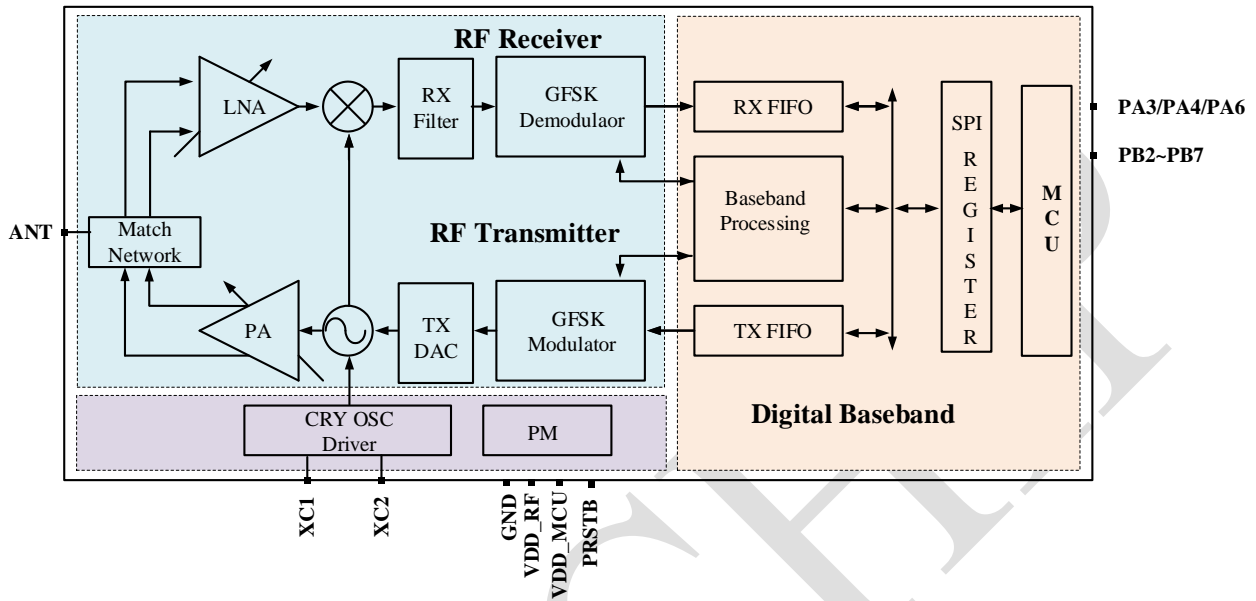 RF Receiver
LNA
RX
Filter
GFSK
Demodulaor
RX FIFO
SPI
R
E
G
I
S
T
E
R
M
C
U
PA3/PA4/PA6
PB2~PB7
Baseband
Processing
ANT
Match
Network
RF Transmitter
PA
TX
DAC
GFSK
Modulator
TX FIFO
CRY OSC
Driver
PM
Digital Baseband
XC1
XC2
GND
VDD_RF
VDD_MCU
PRSTB